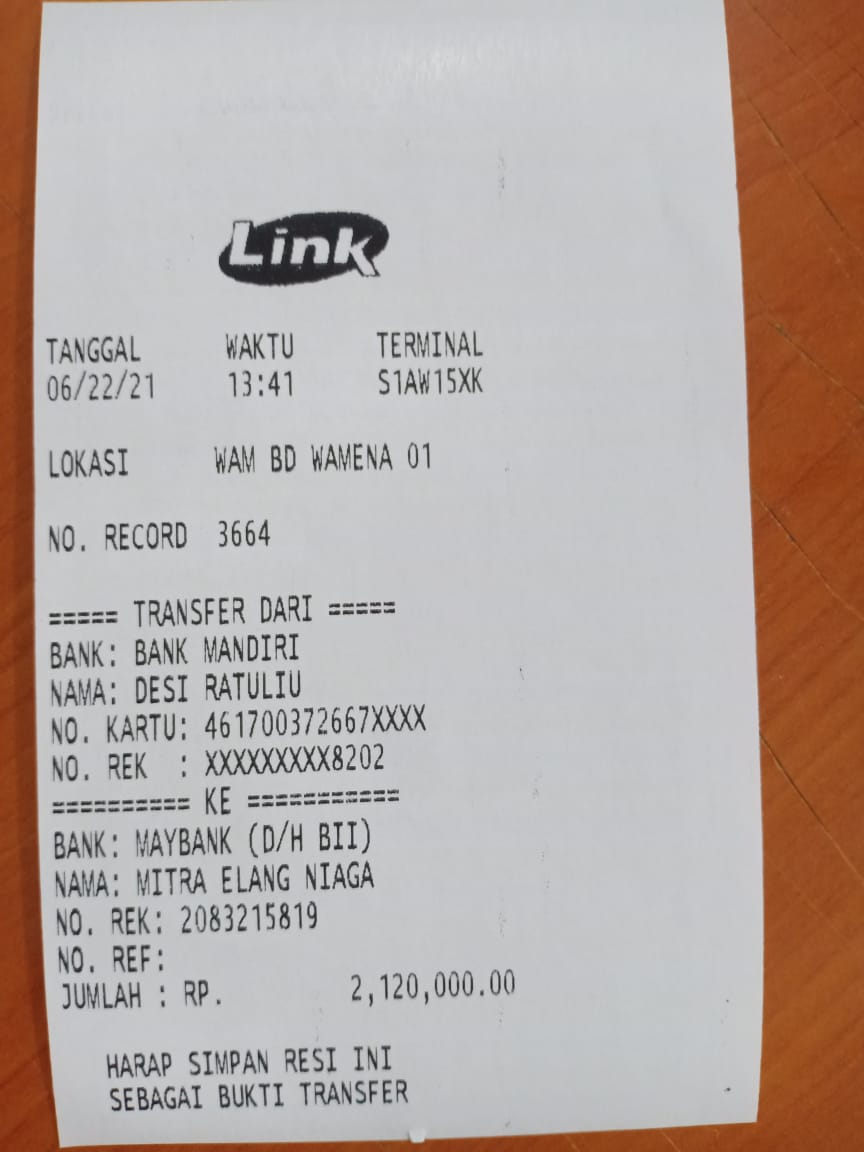 Link
TANGGAL WAKTU TERMINAL
06/22/21 13:41 S1AW15XK
LOKASI WAM BD WAMENA 01
NO. RECORD 3664
===== TRANSFER DARI =====
BANK: BANK MANDIRI
NAMA: DESI RATULIU
NO. KARTU: 461700372667XXXX
NO. REK : XXXXXXXXX8202
========== KE ===========
BANK: MAYBANK (D/H BII)
NAMA: MITRA ELANG NIAGA
NO. REK: 2083215819
NO. REF:
JUMLAH : RP. 2,120,000.00
HARAP SIMPAN RESI INI
SEBAGAI BUKTI TRANSFER